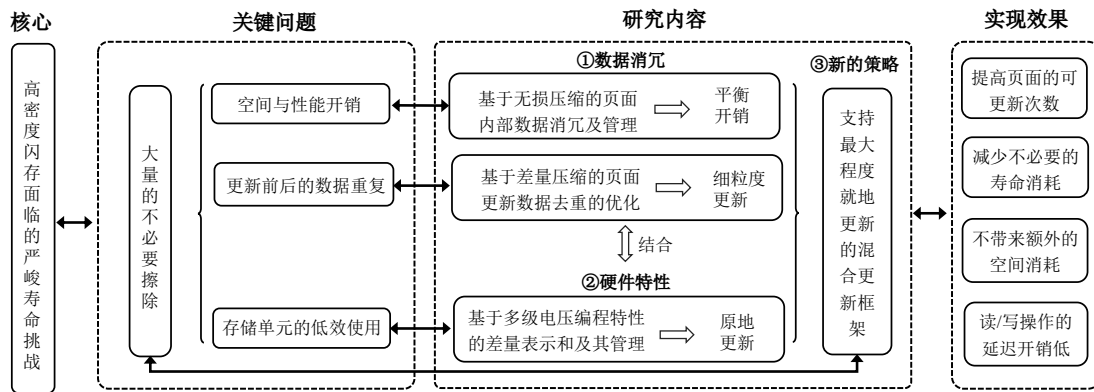 核心
关键问题
研究内容
实现效果
高密度闪存面临的严峻寿命挑战
大量的不必要擦除
空间与性能开销
更新前后的数据重复
存储单元的低效使用
①数据消冗
基于无损压缩的页面
内部数据消冗及管理
平衡
开销
基于差量压缩的页面
更新数据去重的优化
细粒度
更新
结合
②硬件特性
基于多级电压编程特性
的差量表示和及其管理
原地
更新
③新的策略
支持
最大
程度
就地
更新
的混
合更
新框
架
提高页面的可
更新次数
减少不必要的
寿命消耗
不带来额外的
空间消耗
读/写操作的
延迟开销低